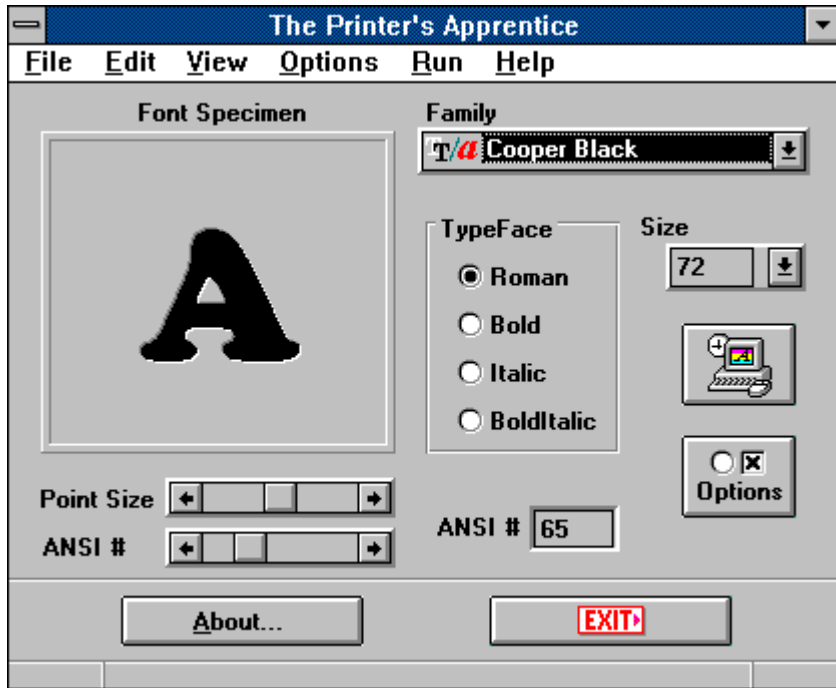 The Printer's Apprentice
File Edit View Options Run Help
Font Specimen
Family
T/a Cooper Black
A
TypeFace
Roman
Bold
Italic
BoldItalic
Size
72
A
Options
Point Size
ANSI #
ANSI # 65
About...
EXIT